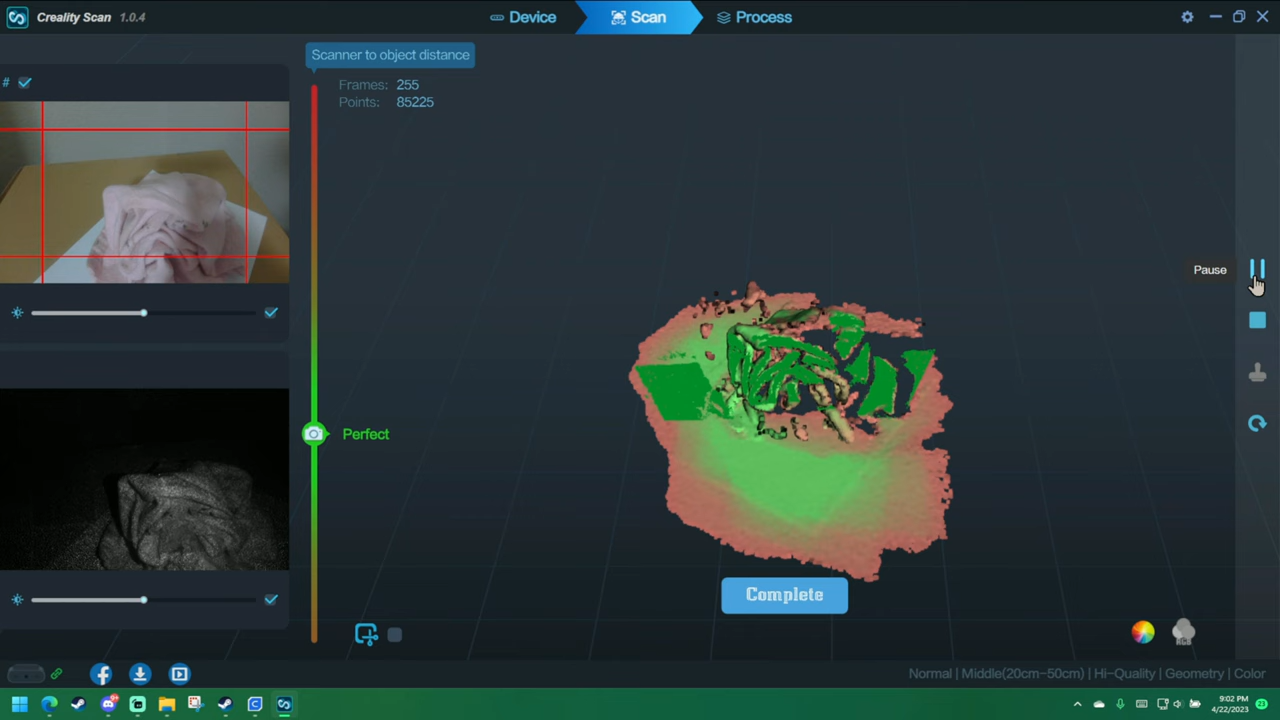 Creality Scan 1.0.4
Device
Scan
Process
Scanner to object distance
#
Frames: 255
Points: 85225
Pause
Perfect
Complete
Normal | Middle(20cm-50cm) | Hi-Quality | Geometry | Color
9:02 PM
4/22/2023
23